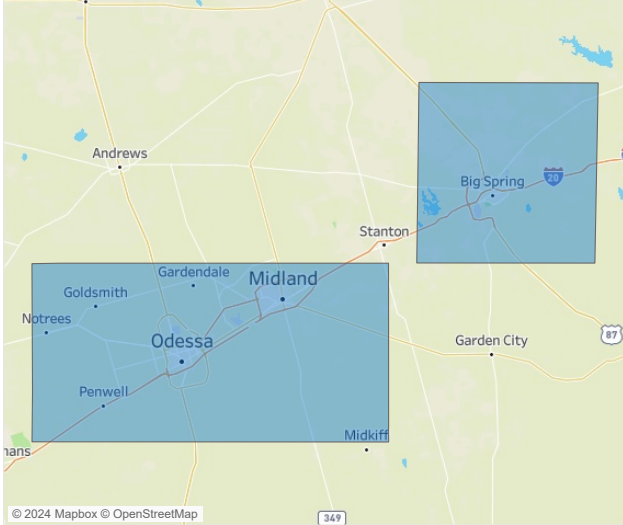 Andrews
Big Spring
20
Stanton
Gardendale
Midland
Goldsmith
Notrees
Odessa
87
Garden City
Penwell
Midkiff
hans
349
© 2024 Mapbox © OpenStreetMap